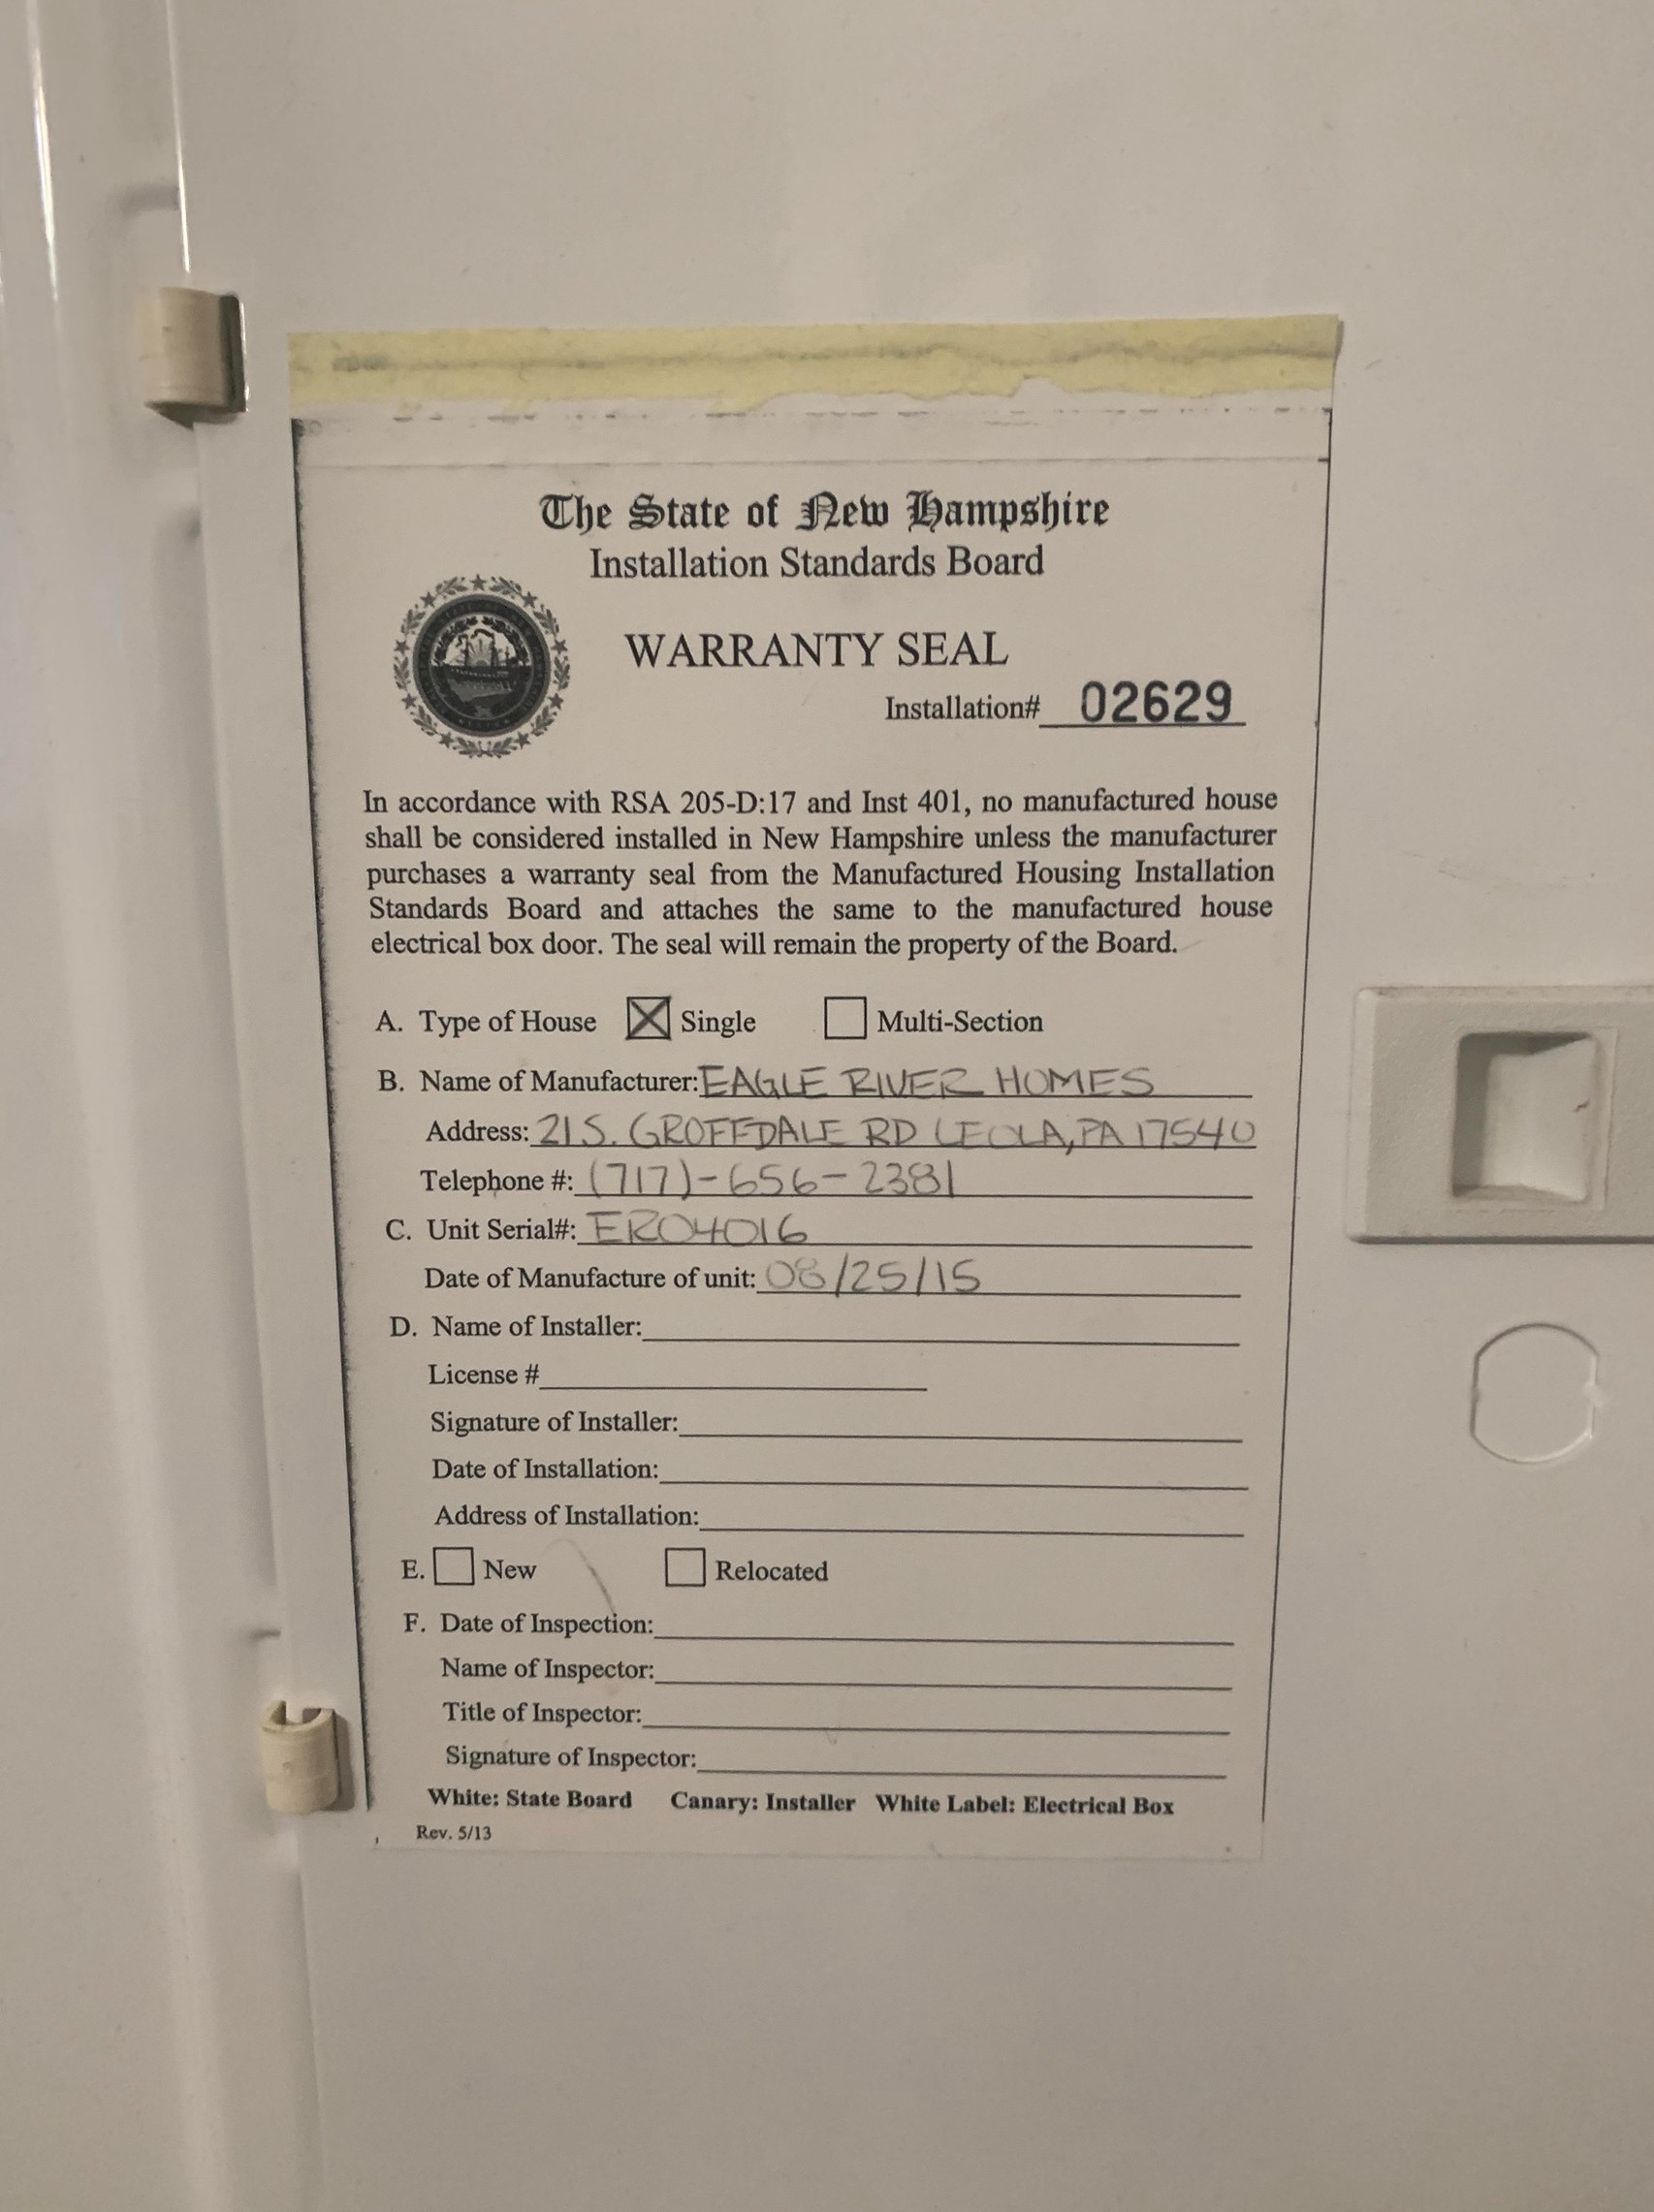 The State of New Hampshire
Installation Standards Board
WARRANTY SEAL
Installation# 02629
In accordance with RSA 205-D:17 and Inst 401, no manufactured house
shall be considered installed in New Hampshire unless the manufacturer
purchases a warranty seal from the Manufactured Housing Installation
Standards Board and attaches the same to the manufactured house
electrical box door. The seal will remain the property of the Board.
A. Type of House Single Multi-Section
B. Name of Manufacturer: EAGLE RIVER HOMES
Address: 21 S. GROFFDALE RD LEOLA, PA 17540
Telephone #: (717)-656-2381
C. Unit Serial#: ER04016
Date of Manufacture of unit: 08/25/15
D. Name of Installer:
License #
Signature of Installer:
Date of Installation:
Address of Installation:
E. New Relocated
F. Date of Inspection:
Name of Inspector:
Title of Inspector:
Signature of Inspector:
White: State Board Canary: Installer White Label: Electrical Box
Rev. 5/13